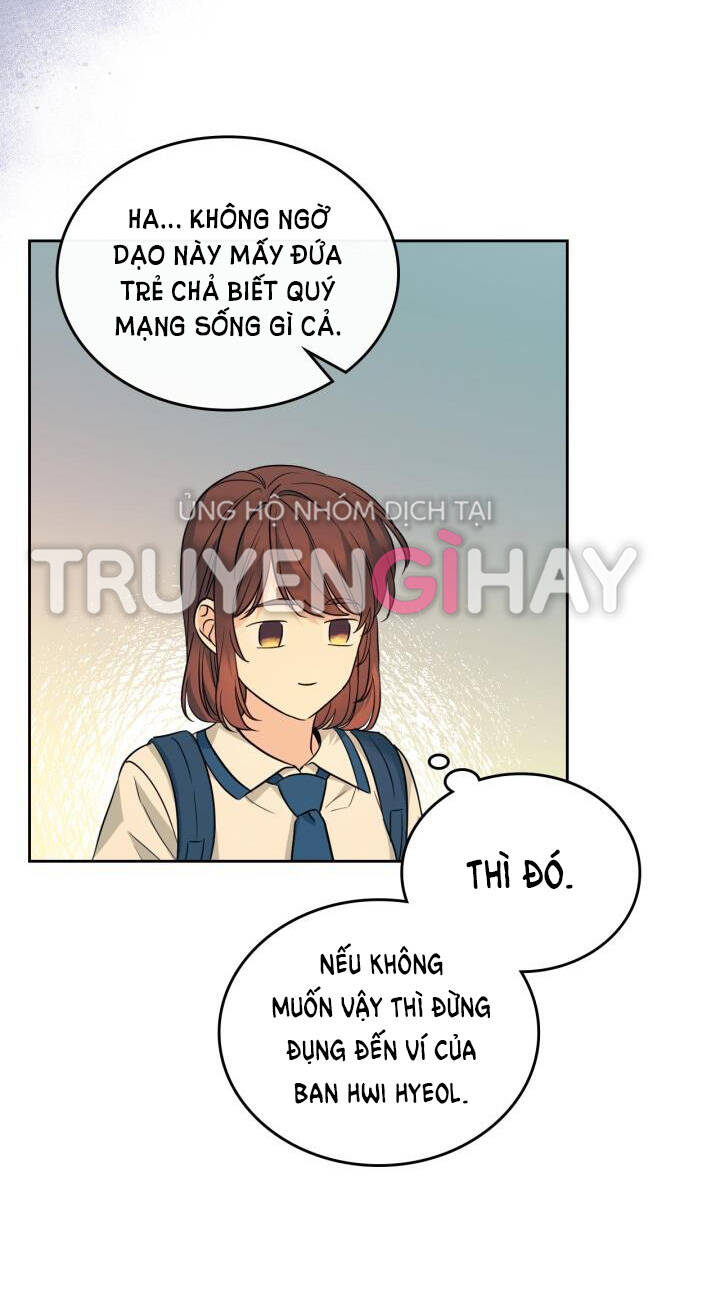 HA... KHÔNG NGỜ
DẠO NÀY MẤY ĐỨA
TRẺ CHẢ BIẾT QUÝ
MẠNG SỐNG GÌ CẢ.
ỦNG HỘ NHÓM DỊCH TẠI
TRUYENGÌHAY
THÌ ĐÓ.
NẾU KHÔNG
MUỐN VẬY THÌ ĐỪNG
ĐỤNG ĐẾN VÍ CỦA
BAN HWI HYEOL.